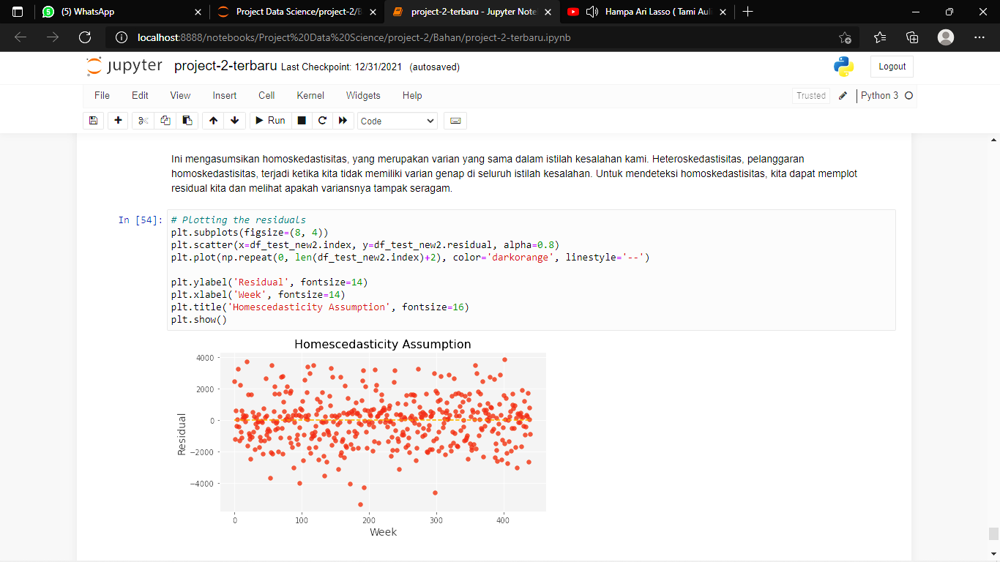 (5) WhatsApp
Project Data Science/project-2/B
project-2-terbaru - Jupyter Note
Hampa Ari Lasso ( Tami Aul
localhost:8888/notebooks/Project%20Data%20Science/project-2/Bahan/project-2-terbaru.ipynb
jupyter project-2-terbaru Last Checkpoint: 12/31/2021 (autosaved)
Logout
File Edit View Insert Cell Kernel Widgets Help
Trusted
Python 3
Run
Code
Ini mengasumsikan homoskedastisitas, yang merupakan varian yang sama dalam istilah kesalahan kami. Heteroskedastisitas, pelanggaran
homoskedastisitas, terjadi ketika kita tidak memiliki varian genap di seluruh istilah kesalahan. Untuk mendeteksi homoskedastisitas, kita dapat memplot
residual kita dan melihat apakah variansnya tampak seragam.
In [54]:
# Plotting the residuals
plt.subplots(figsize=(8, 4))
plt.scatter(x=df_test_new2.index, y=df_test_new2.residual, alpha=0.8)
plt.plot(np.repeat(0, len(df_test_new2.index)+2), color='darkorange', linestyle='--')
plt.ylabel('Residual', fontsize=14)
plt.xlabel('Week', fontsize=14)
plt.title('Homescedasticity Assumption', fontsize=16)
plt.show()
Homescedasticity Assumption
4000
2000
0
−2000
−4000
Residual
0 100 200 300 400
Week